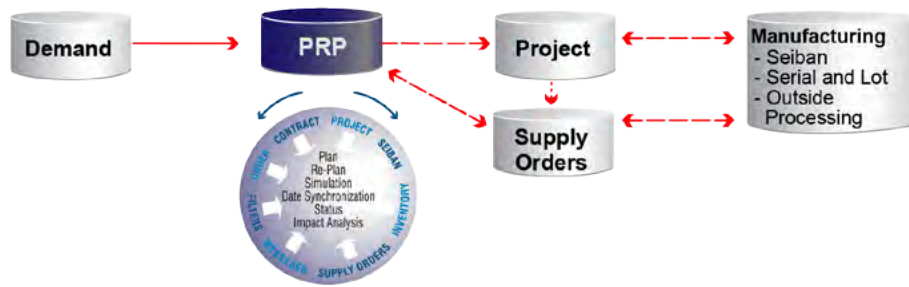 Demand
PRP
Project
Manufacturing
- Seiban
- Serial and Lot
- Outside
Processing
Supply
Orders
ORDER CONTRACT PROJECT SEIBAN INVENTORY SUPPLY ORDERS
Plan
Re-Plan
Simulation
Date Synchronization
Status
Impact Analysis